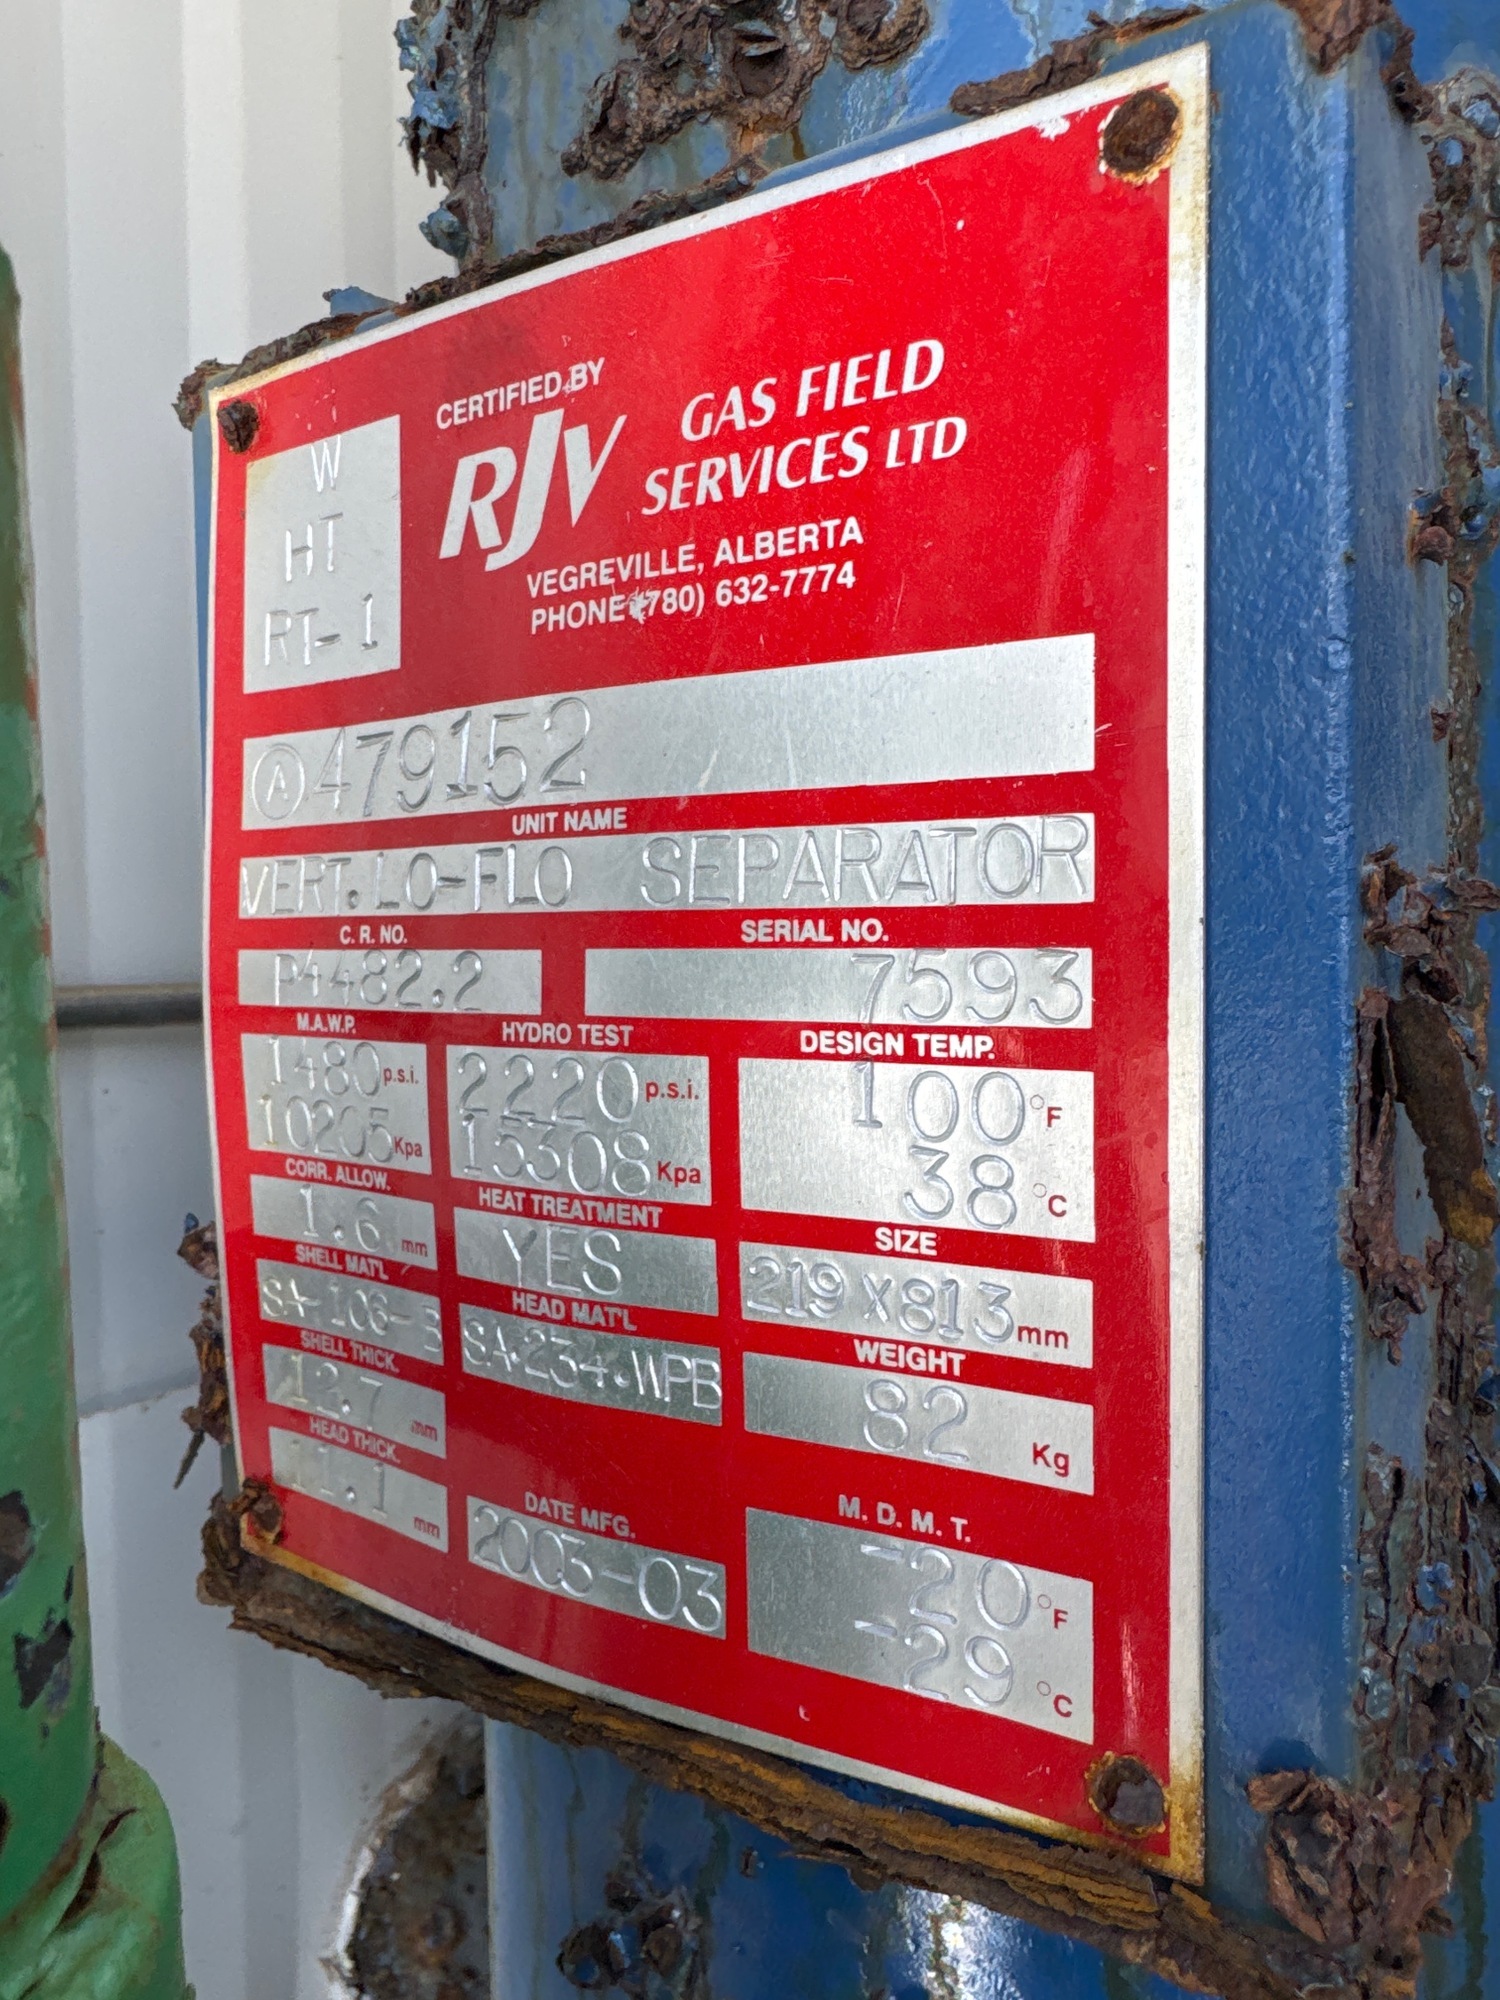 W
HT
RT-1
CERTIFIED BY
RJV GAS FIELD
SERVICES LTD
VEGREVILLE, ALBERTA
PHONE (780) 632-7774
Ⓐ479152
UNIT NAME
VERT. LO-FLO SEPARATOR
C. R. NO. SERIAL NO.
P4482.2 7593
M.A.W.P. HYDRO TEST DESIGN TEMP.
1480 p.s.i. 2220 p.s.i. 100 °F
10205 Kpa 15308 Kpa 38 °C
CORR. ALLOW. HEAT TREATMENT SIZE
1.6 mm YES 219 X 813 mm
SHELL MAT'L HEAD MAT'L WEIGHT
SA-106-B SA-234-WPB 82 Kg
SHELL THICK.
12.7 mm
HEAD THICK. DATE MFG. M. D. M. T.
11.1 mm 2003-03 -20 °F
-29 °C